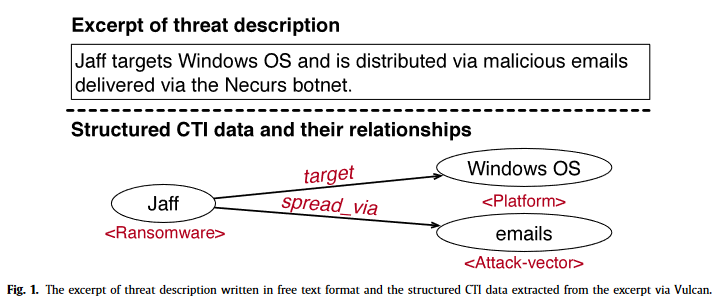 Excerpt of threat description
Jaff targets Windows OS and is distributed via malicious emails
delivered via the Necurs botnet.
Structured CTI data and their relationships
target
Windows OS
<Platform>
Jaff
<Ransomware>
spread_via
emails
<Attack-vector>
Fig. 1. The excerpt of threat description written in free text format and the structured CTI data extracted from the excerpt via Vulcan.